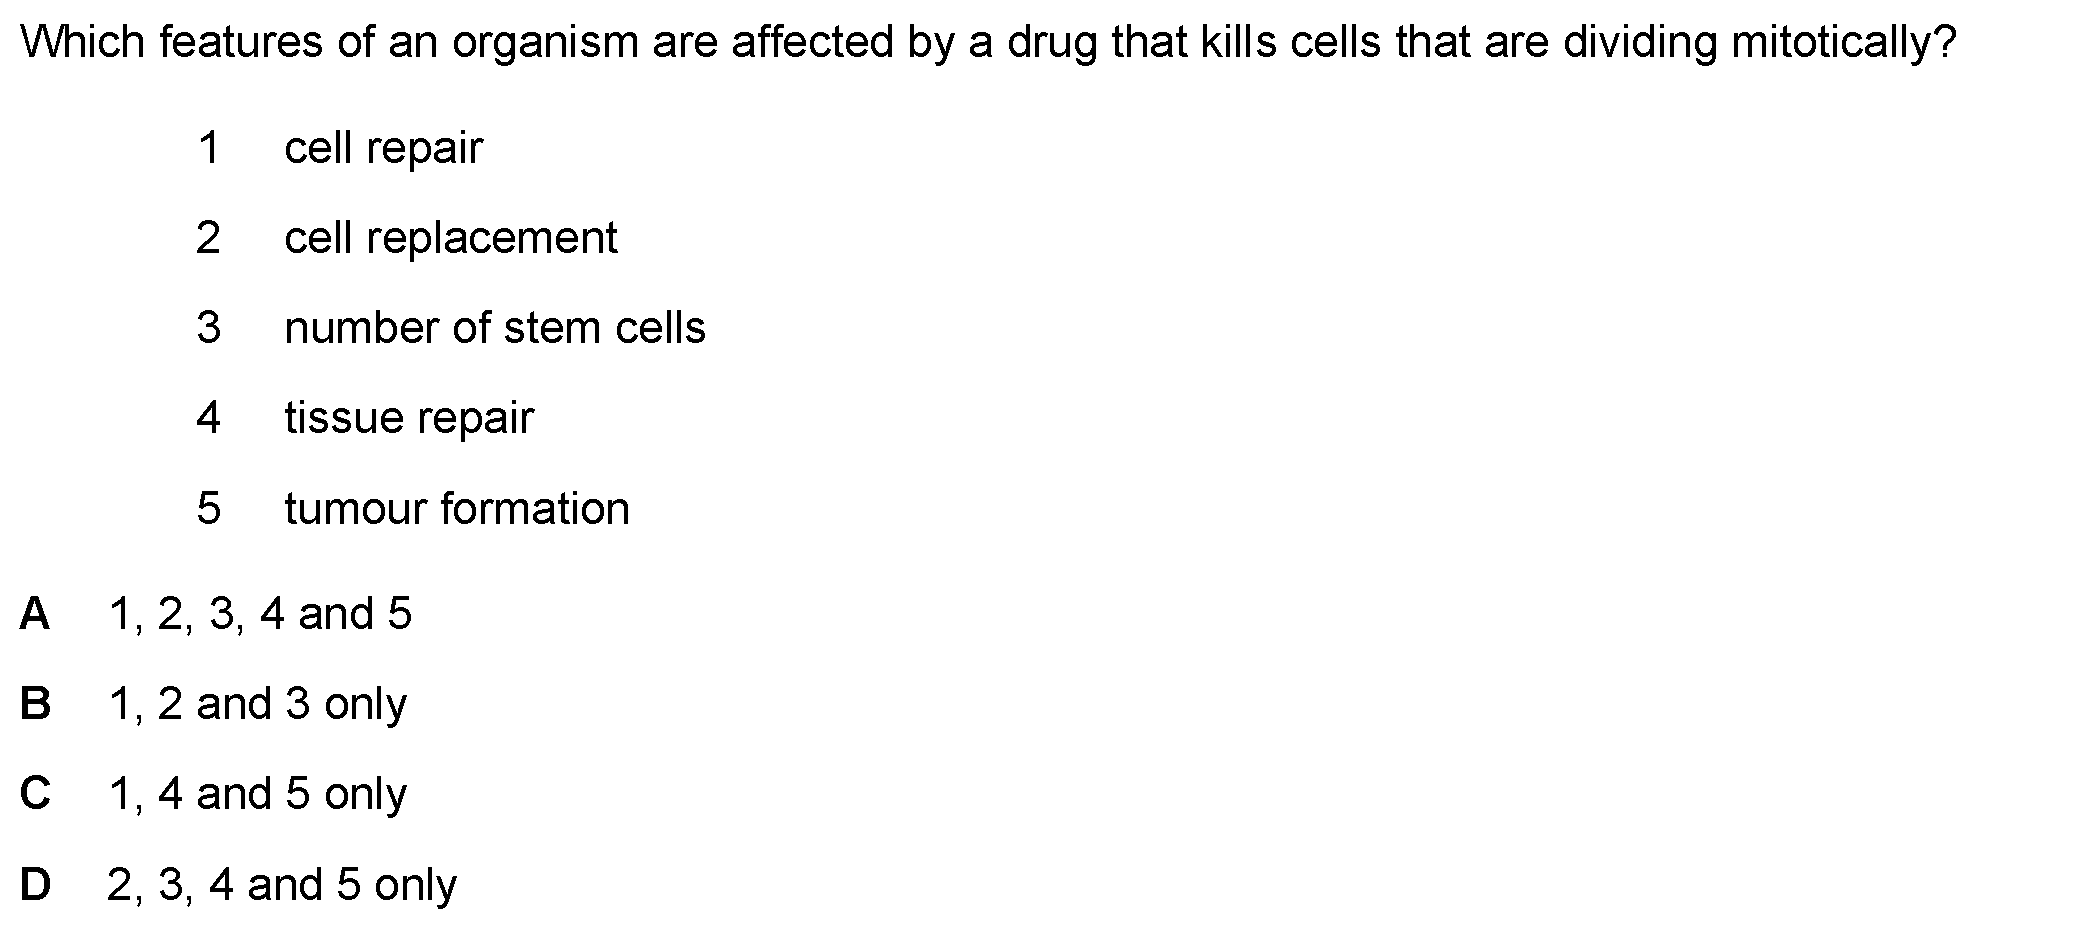 Which features of an organism are affected by a drug that kills cells that are dividing mitotically?
1 cell repair
2 cell replacement
3 number of stem cells
4 tissue repair
5 tumour formation
A 1, 2, 3, 4 and 5
B 1, 2 and 3 only
C 1, 4 and 5 only
D 2, 3, 4 and 5 only